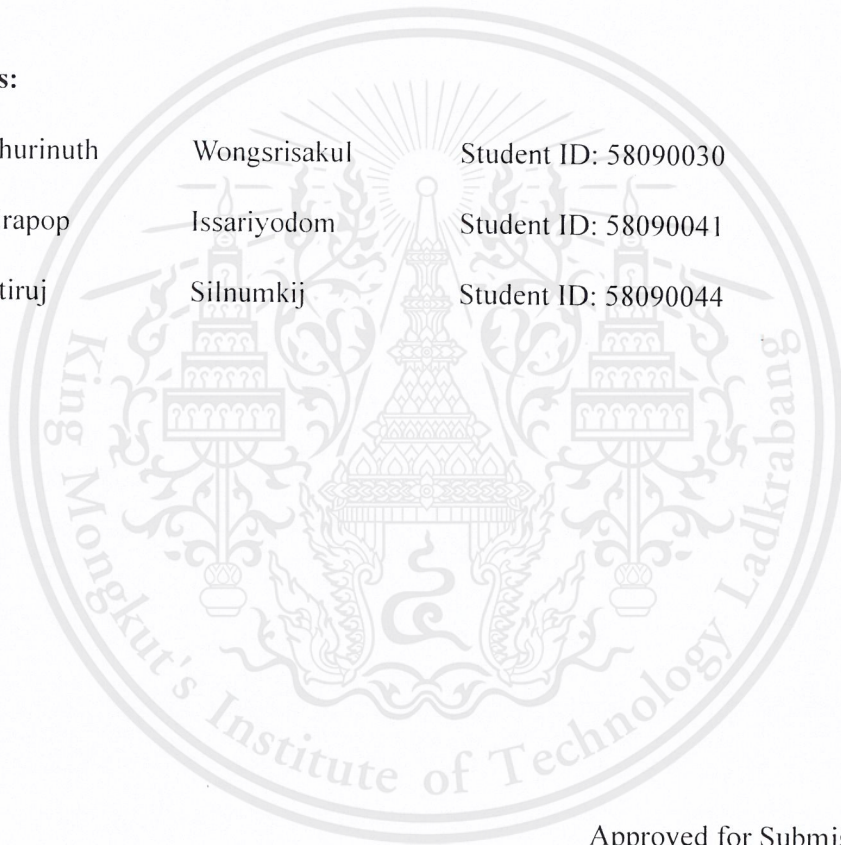 s:
hurinuth Wongsrisakul Student ID: 58090030
rapop Issariyodom Student ID: 58090041
tiruj Silnumkij Student ID: 58090044
King Mongkut's Institute of Technology Ladkrabang
Approved for Submis